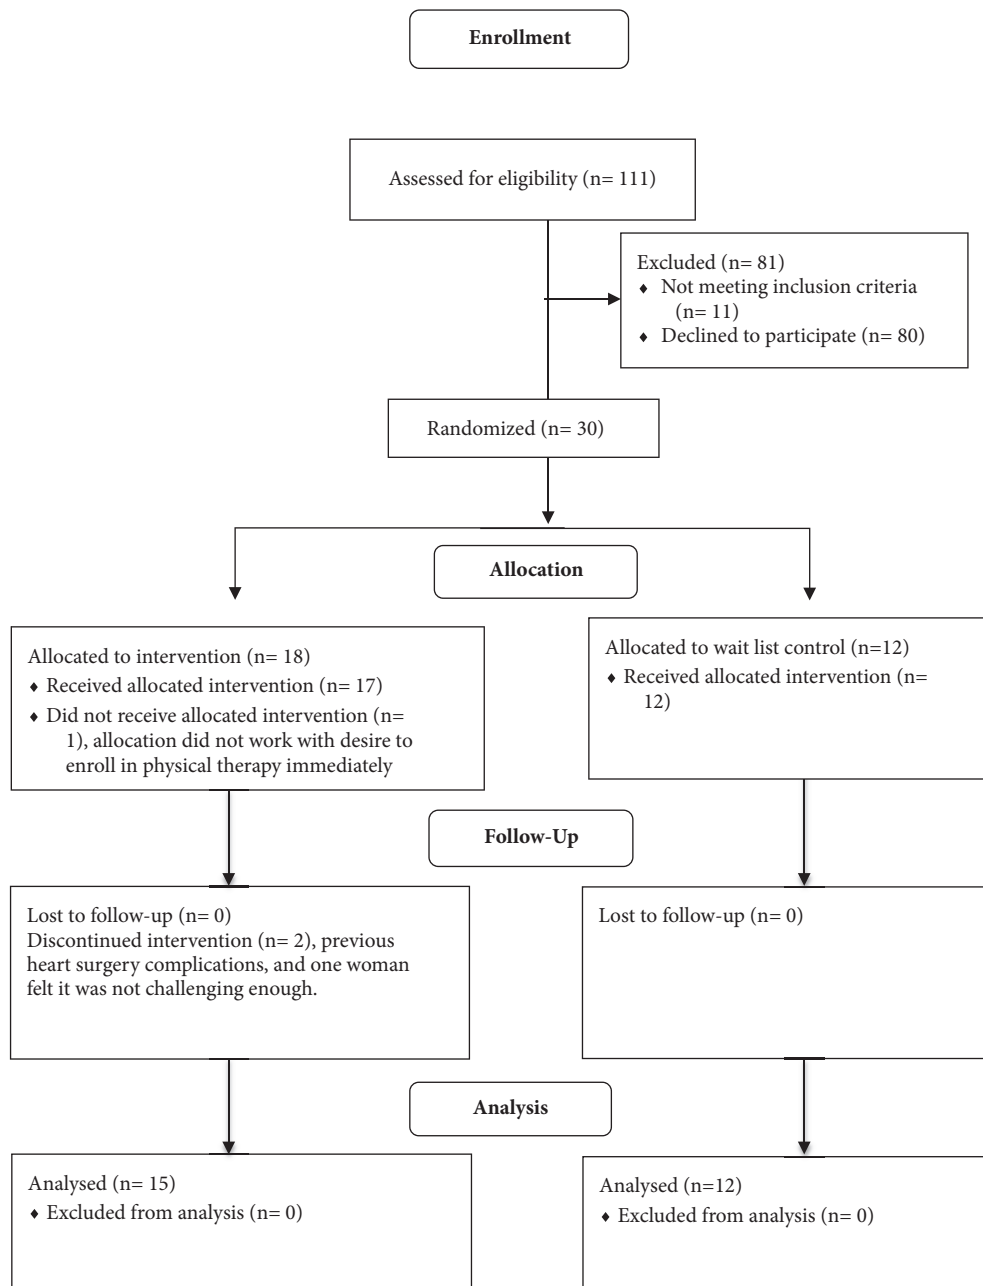 Enrollment
Assessed for eligibility (n= 111)
Excluded (n= 81)
♦ Not meeting inclusion criteria
(n= 11)
♦ Declined to participate (n= 80)
Randomized (n= 30)
Allocation
Allocated to intervention (n= 18)
♦ Received allocated intervention (n= 17)
♦ Did not receive allocated intervention (n=
1), allocation did not work with desire to
enroll in physical therapy immediately
Allocated to wait list control (n=12)
♦ Received allocated intervention (n=
12)
Follow-Up
Lost to follow-up (n= 0)
Discontinued intervention (n= 2), previous
heart surgery complications, and one woman
felt it was not challenging enough.
Lost to follow-up (n= 0)
Analysis
Analysed (n= 15)
♦ Excluded from analysis (n= 0)
Analysed (n=12)
♦ Excluded from analysis (n= 0)